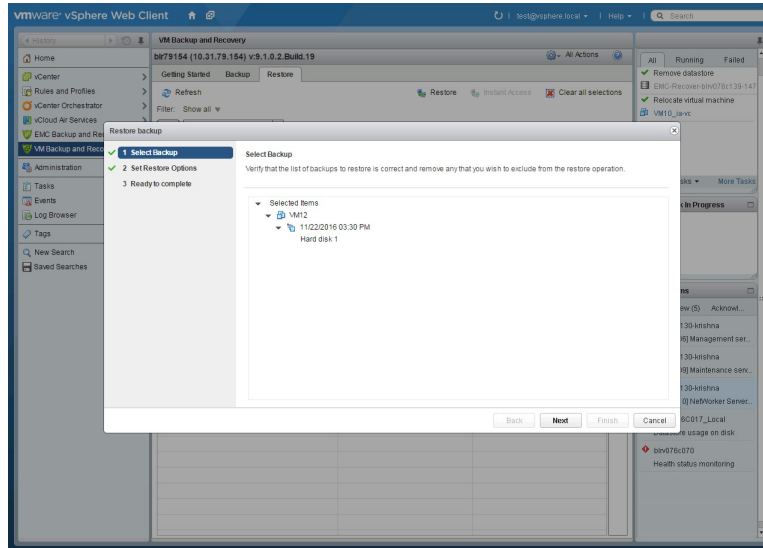 vmware® vSphere Web Client
test@vsphere.local
Help
Search
History
Home
vCenter
Rules and Profiles
vCenter Orchestrator
vCloud Air Services
EMC Backup and Rec
VM Backup and Reco
Administration
Tasks
Events
Log Browser
Tags
New Search
Saved Searches
VM Backup and Recovery
blr79154 (10.31.79.154) v:9.1.0.2.Build.19
All Actions
Getting Started Backup Restore
Refresh
Restore Instant Access Clear all selections
Filter: Show all
Restore backup
1 Select Backup
2 Set Restore Options
3 Ready to complete
Select Backup
Verify that the list of backups to restore is correct and remove any that you wish to exclude from the restore operation.
Selected Items
VM12
11/22/2016 03:30 PM
Hard disk 1
Back Next Finish Cancel
All Running Failed
Remove datastore
Relocate virtual machine
sks More Tasks
k In Progress
ms
ew (5) Acknowl...
130-krishna
Management ser...
130-krishna
Maintenance serv...
130-krishna
0] NetWorker Server...
6C017_Local
Datastore usage on disk
blrv076c070
Health status monitoring